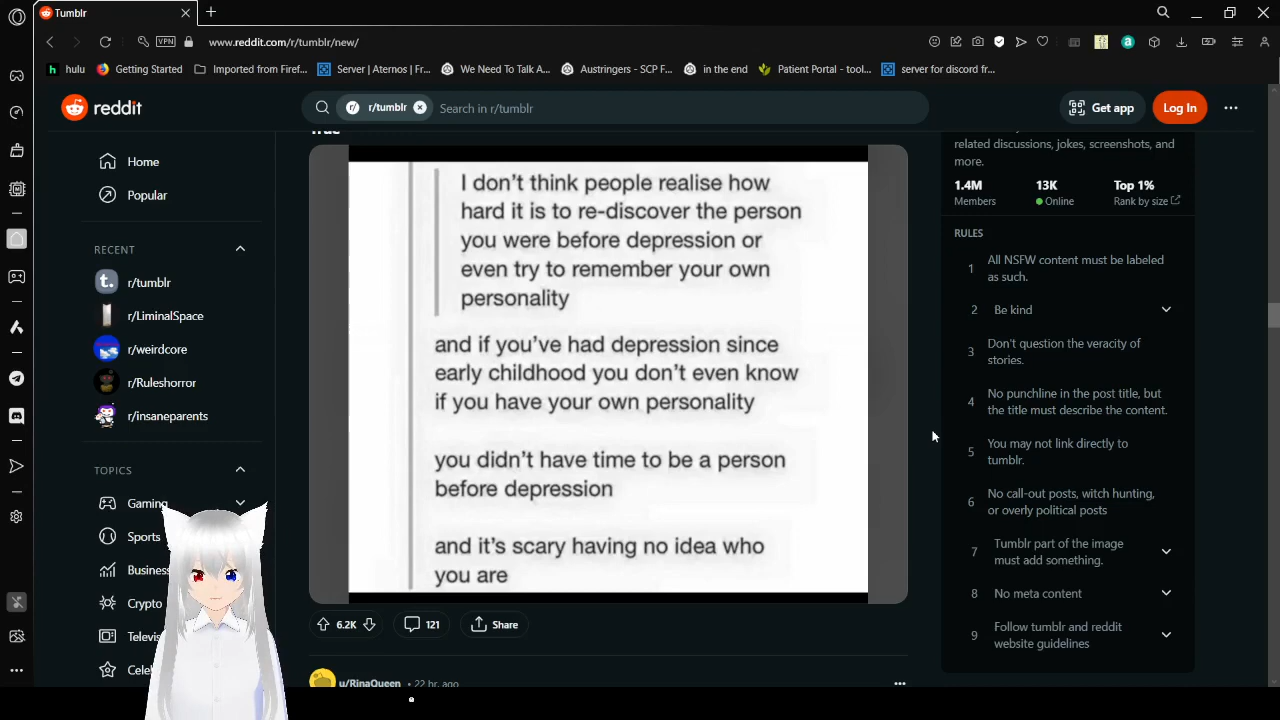 Tumblr
VPN
www.reddit.com/r/tumblr/new/
hulu
Getting Started
Imported from Firef...
Server | Aternos | Fr...
We Need To Talk A...
Austringers - SCP F...
in the end
Patient Portal - tool...
server for discord fr...
reddit
r/
r/tumblr
Search in r/tumblr
Get app
Log In
Home
Popular
RECENT
r/tumblr
r/LiminalSpace
r/weirdcore
r/Ruleshorror
r/insaneparents
TOPICS
Gaming
Sports
Business
Crypto
Televis
Celeb
True
I don't think people realise how
hard it is to re-discover the person
you were before depression or
even try to remember your own
personality
and if you've had depression since
early childhood you don't even know
if you have your own personality
you didn't have time to be a person
before depression
and it's scary having no idea who
you are
6.2K
121
Share
u/RinaQueen • 22 hr. ago
related discussions, jokes, screenshots, and
more.
1.4M
Members
13K
Online
Top 1%
Rank by size
RULES
1 All NSFW content must be labeled
as such.
2 Be kind
3 Don't question the veracity of
stories.
4 No punchline in the post title, but
the title must describe the content.
5 You may not link directly to
tumblr.
6 No call-out posts, witch hunting,
or overly political posts
7 Tumblr part of the image
must add something.
8 No meta content
9 Follow tumblr and reddit
website guidelines